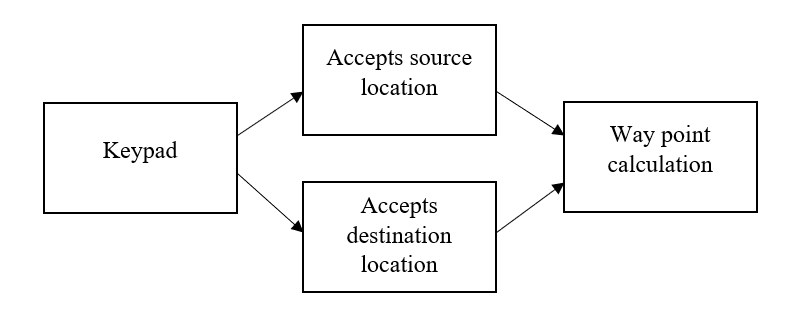 Keypad
Accepts source
location
Accepts
destination
location
Way point
calculation